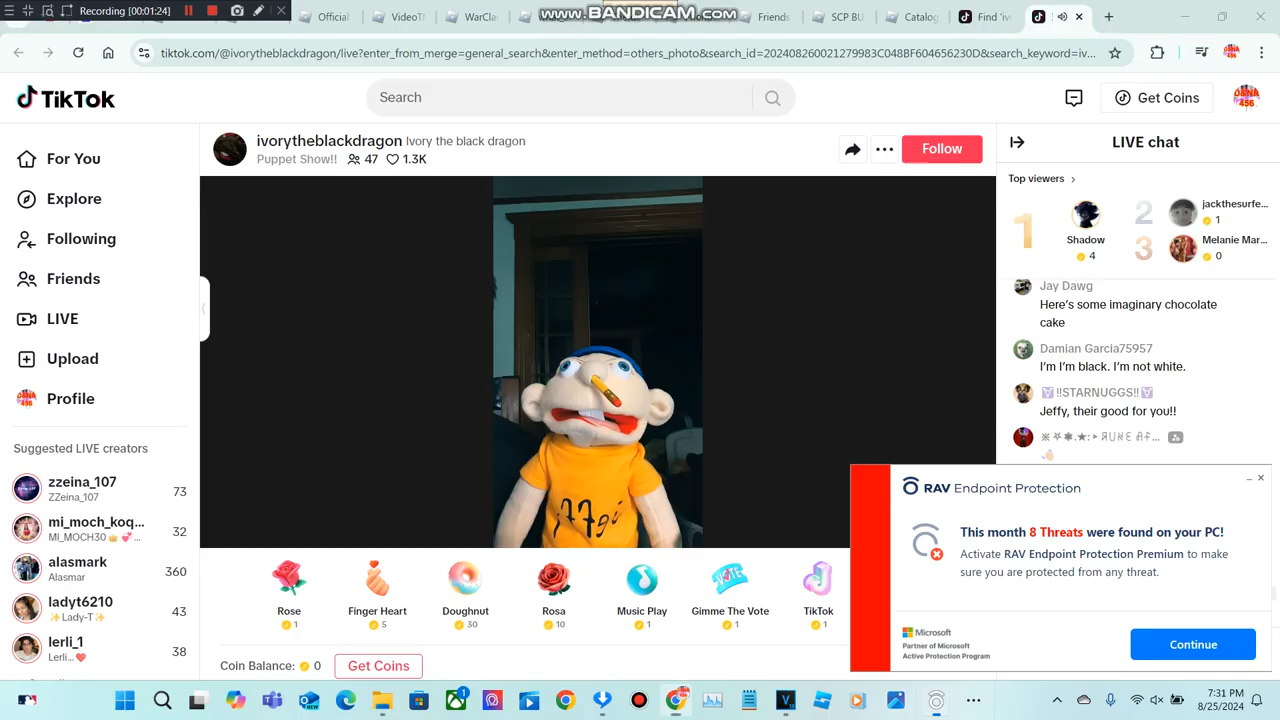 Recording [00:01:24]
www.BANDICAM.com
Official
VideoTh
MarcIa
Friends
SCP BU
Catalog
Find 'iv
tiktok.com/@ivorytheblackdragon/live?enter_from_merge=general_search&enter_method=others_photo&search_id=202408260021279983C048BF604656230D&search_keyword=iv...
TikTok
Search
Get Coins
D&NA
456
For You
Explore
Following
Friends
LIVE
Upload
Profile
Suggested LIVE creators
zzeina_107
ZZeina_107
73
mi_moch_koq...
MI_MOCH30 👑 💞 ..
32
alasmark
Alasmar
360
ladyt6210
✨Lady-T✨
43
lerli_1
Lerli...❤️
38
ivorytheblackdragon Ivory the black dragon
Puppet Show!! 47 1.3K
Follow
Rose
1
Finger Heart
5
Doughnut
30
Rosa
10
Music Play
1
Gimme The Vote
1
TikTok
1
Coin Balance: 0 Get Coins
LIVE chat
Top viewers >
1
Shadow
4
2
jackthesurfe...
1
3
Melanie Mar...
0
Jay Dawg
Here's some imaginary chocolate
cake
Damian Garcia75957
I'm I'm black. I'm not white.
!!STARNUGGS!!
Jeffy, their good for you!!
RAV Endpoint Protection
This month 8 Threats were found on your PC!
Activate RAV Endpoint Protection Premium to make
sure you are protected from any threat.
Microsoft
Partner of Microsoft
Active Protection Program
Continue
7:31 PM
8/25/2024